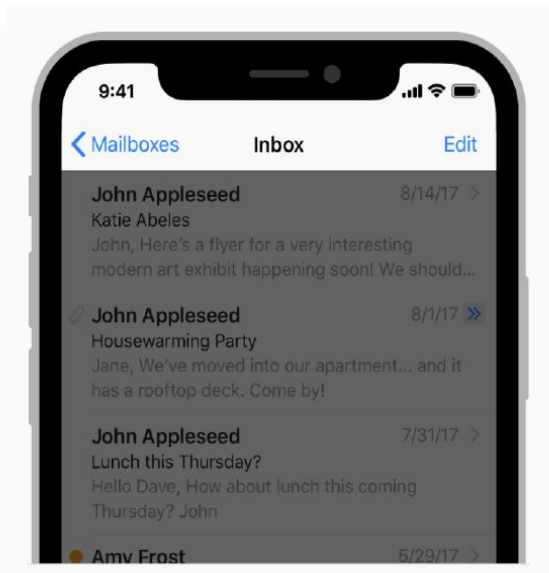 9:41
Mailboxes Inbox Edit
John Appleseed 8/14/17
Katie Abeles
John, Here's a flyer for a very interesting
modern art exhibit happening soon! We should...
John Appleseed 8/1/17
Housewarming Party
Jane, We've moved into our apartment... and it
has a rooftop deck. Come by!
John Appleseed 7/31/17
Lunch this Thursday?
Hello Dave, How about lunch this coming
Thursday? John
Amy Frost 5/29/17